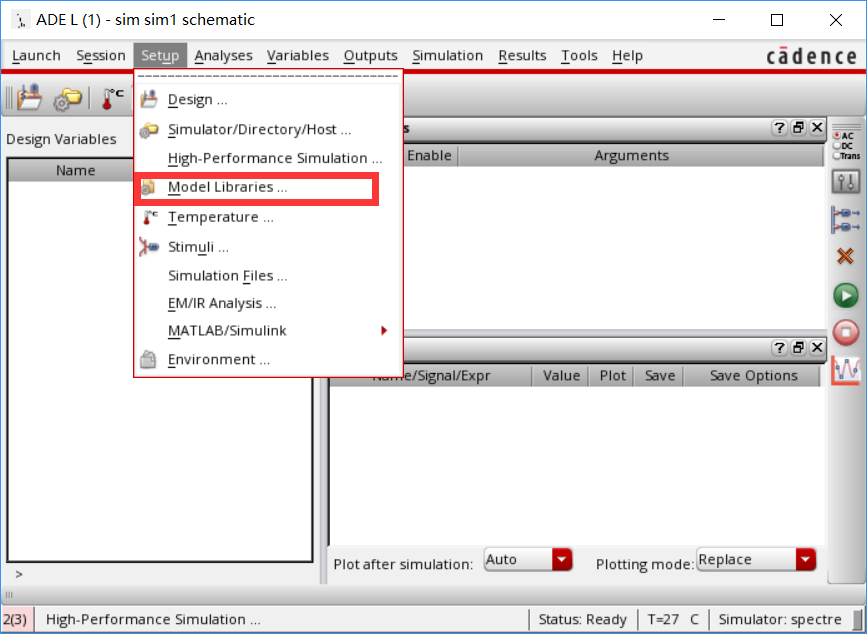 ADE L (1) - sim sim1 schematic
Launch Session Setup Analyses Variables Outputs Simulation Results Tools Help cādence
°C
Design ...
Simulator/Directory/Host ...
High-Performance Simulation ...
Model Libraries ...
Temperature ...
Stimuli ...
Simulation Files ...
EM/IR Analysis ...
MATLAB/Simulink
Environment ...
Design Variables
Name
s
Enable Arguments
AC
DC
Trans
Name/Signal/Expr Value Plot Save Save Options
Plot after simulation: Auto Plotting mode: Replace
>
2(3) High-Performance Simulation ... Status: Ready T=27 C Simulator: spectre